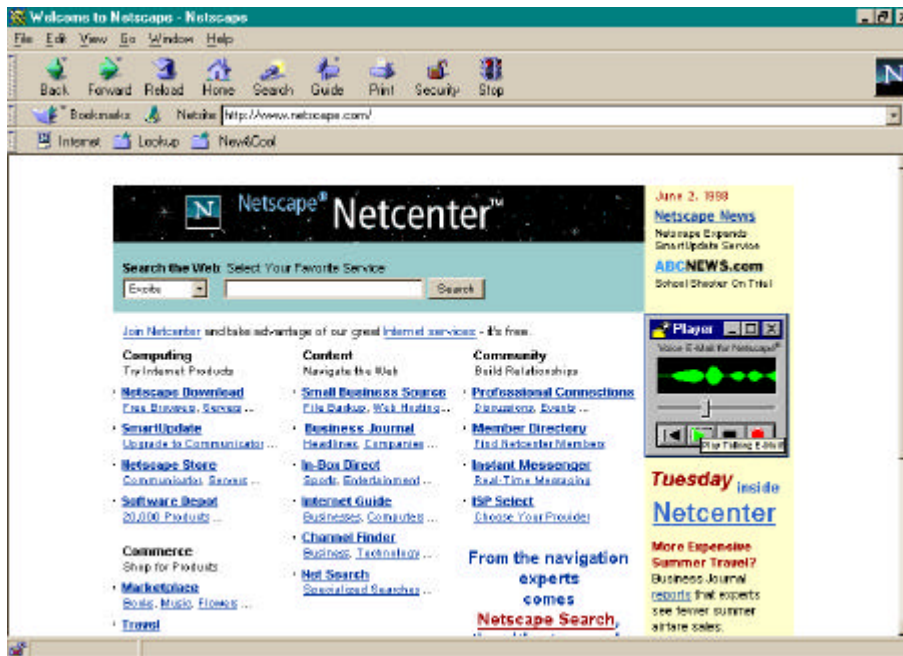 Welcome to Netscape - Netscape
File Edit View Go Window Help
Back Forward Reload Home Search Guide Print Security Stop
Bookmarks Netsite http://www.netscape.com/
Internet Lookup New&Cool
N Netscape® Netcenter™
Search the Web: Select Your Favorite Service
Excite Search
Join Netcenter and take advantage of our great Internet services - it's free.
Computing
Try Internet Products
Netscape Download
Free Browsers, Servers ...
SmartUpdate
Upgrade to Communicator ...
Netscape Store
Communicator, Servers ...
Software Depot
20,000 Products ...
Commerce
Shop for Products
Marketplace
Books, Music, Flowers ...
Travel
Content
Navigate the Web
Small Business Source
File Backup, Web Hosting...
Business Journal
Headlines, Companies ...
In-Box Direct
Sports, Entertainment ...
Internet Guide
Businesses, Computers ...
Channel Finder
Business, Technology ...
Net Search
Specialized Searches ...
Community
Build Relationships
Professional Connections
Discussions, Events ...
Member Directory
Find Netcenter Members
Instant Messenger
Real-Time Messaging
ISP Select
Choose Your Provider
From the navigation
experts
comes
Netscape Search,
June 2, 1998
Netscape News
Netscape Expands
SmartUpdate Service
ABCNEWS.com
School Shooter On Trial
Player
Voice E-Mail for Netscape®
Play Talking E-Mail
Tuesday inside
Netcenter
More Expensive
Summer Travel?
Business Journal
reports that experts
see fewer summer
airfare sales.